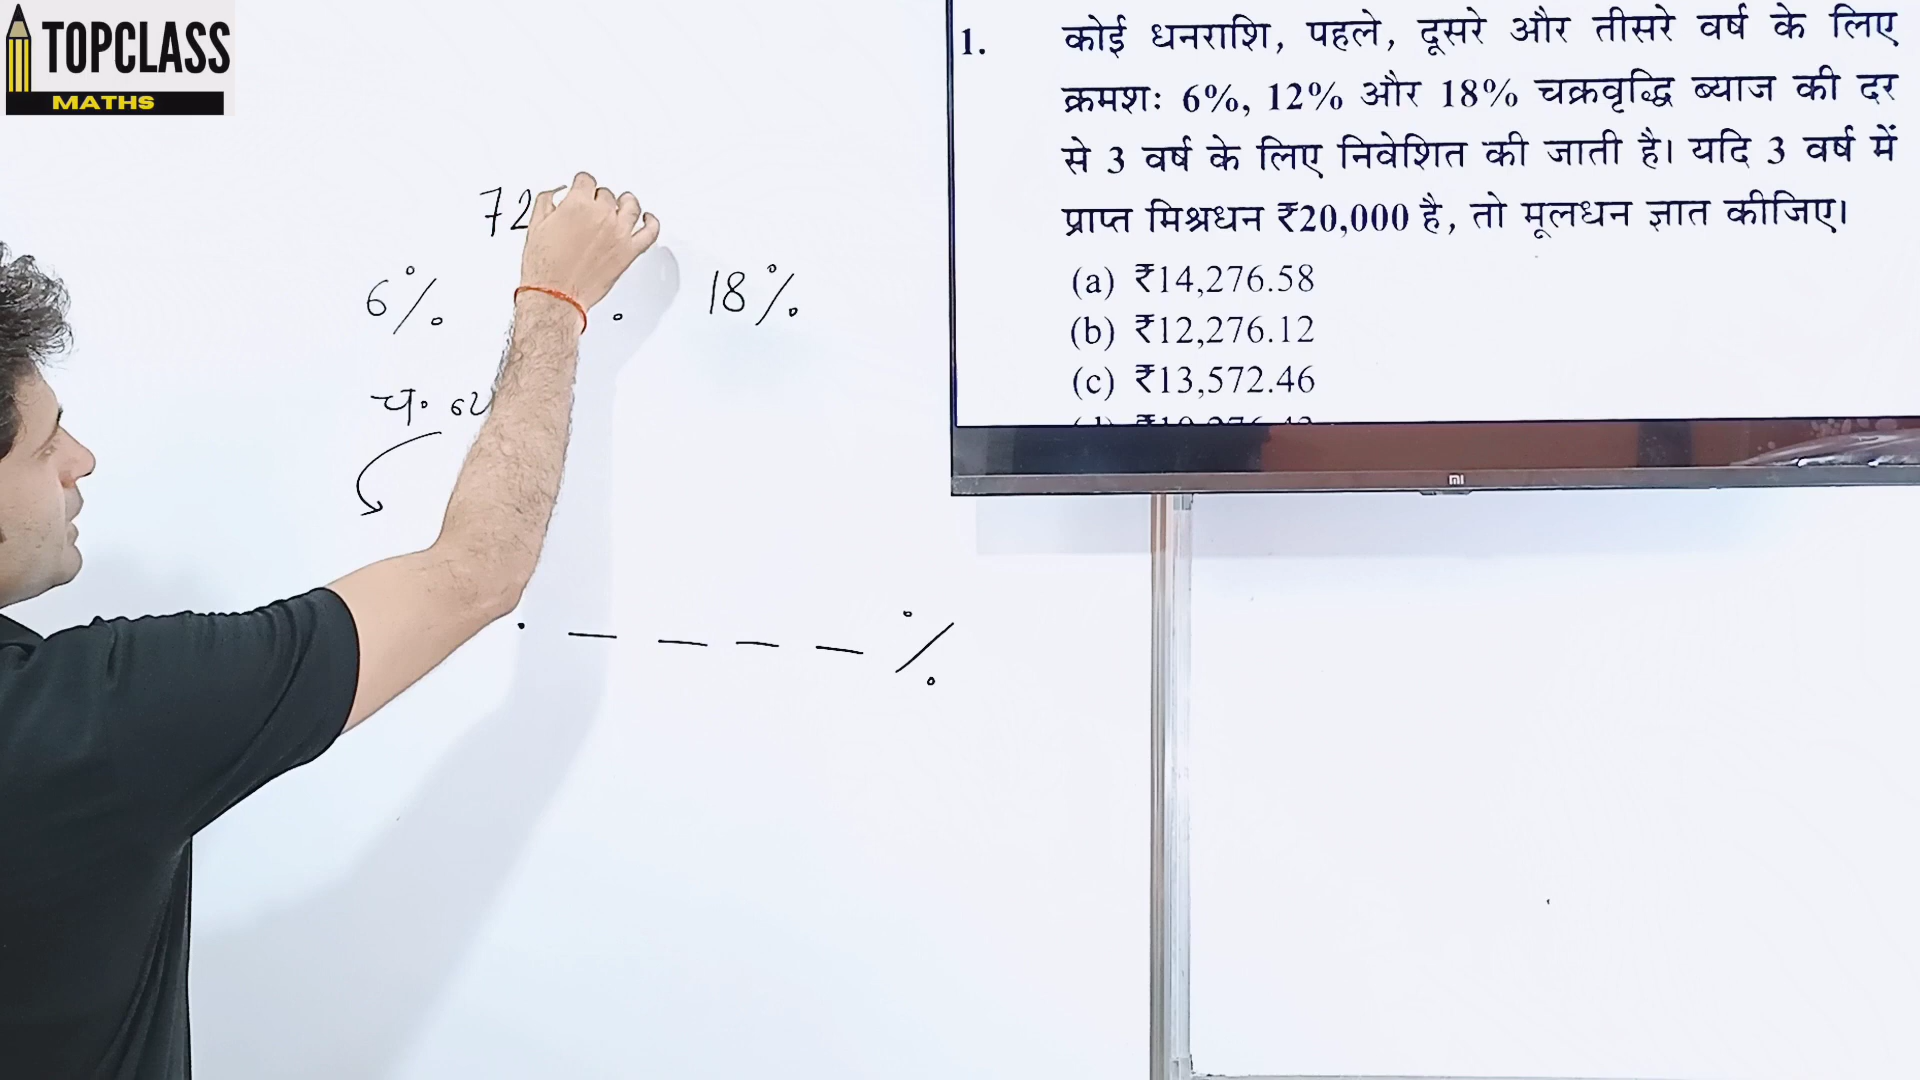 TOPCLASS
MATHS
1. कोई धनराशि, पहले, दूसरे और तीसरे वर्ष के लिए
क्रमशः 6%, 12% और 18% चक्रवृद्धि ब्याज की दर
से 3 वर्ष के लिए निवेशित की जाती है। यदि 3 वर्ष में
प्राप्त मिश्रधन ₹20,000 है, तो मूलधन ज्ञात कीजिए।
(a) ₹14,276.58
(b) ₹12,276.12
(c) ₹13,572.46
mi
72
6% 18%
च.
%